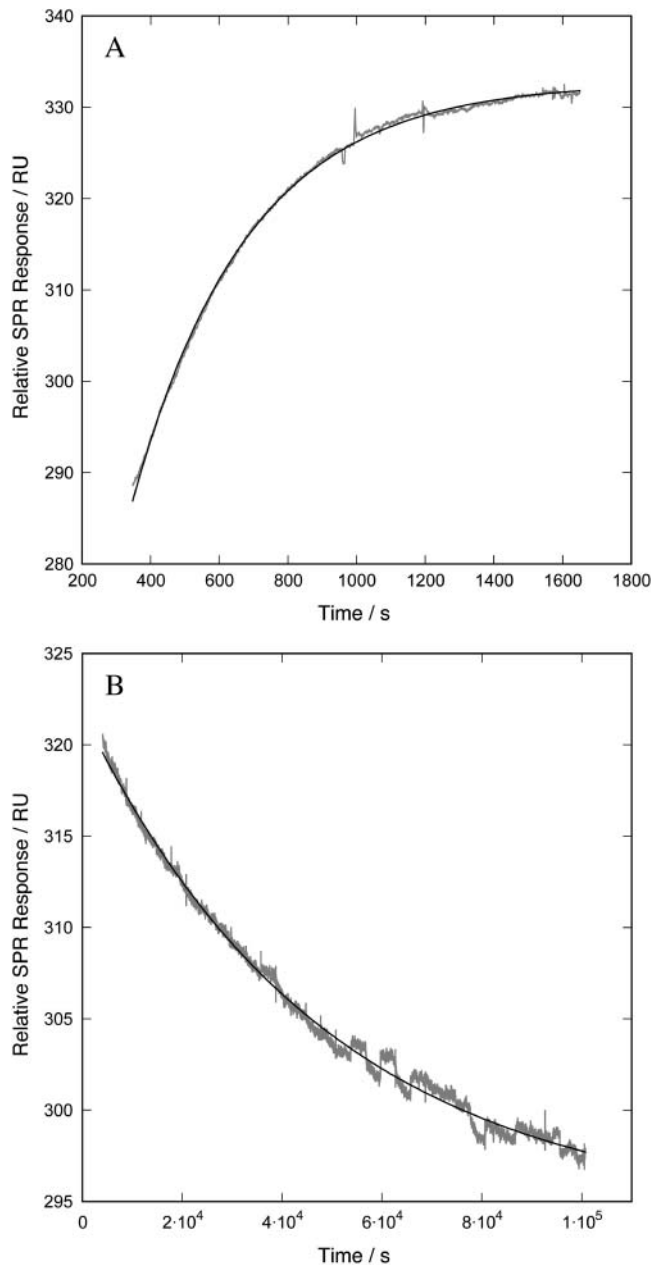 A
340
330
320
310
300
290
280
200 400 600 800 1000 1200 1400 1600 1800
Relative SPR Response / RU
Time / s
B
325
320
315
310
305
300
295
0 2·10⁴ 4·10⁴ 6·10⁴ 8·10⁴ 1·10⁵
Relative SPR Response / RU
Time / s